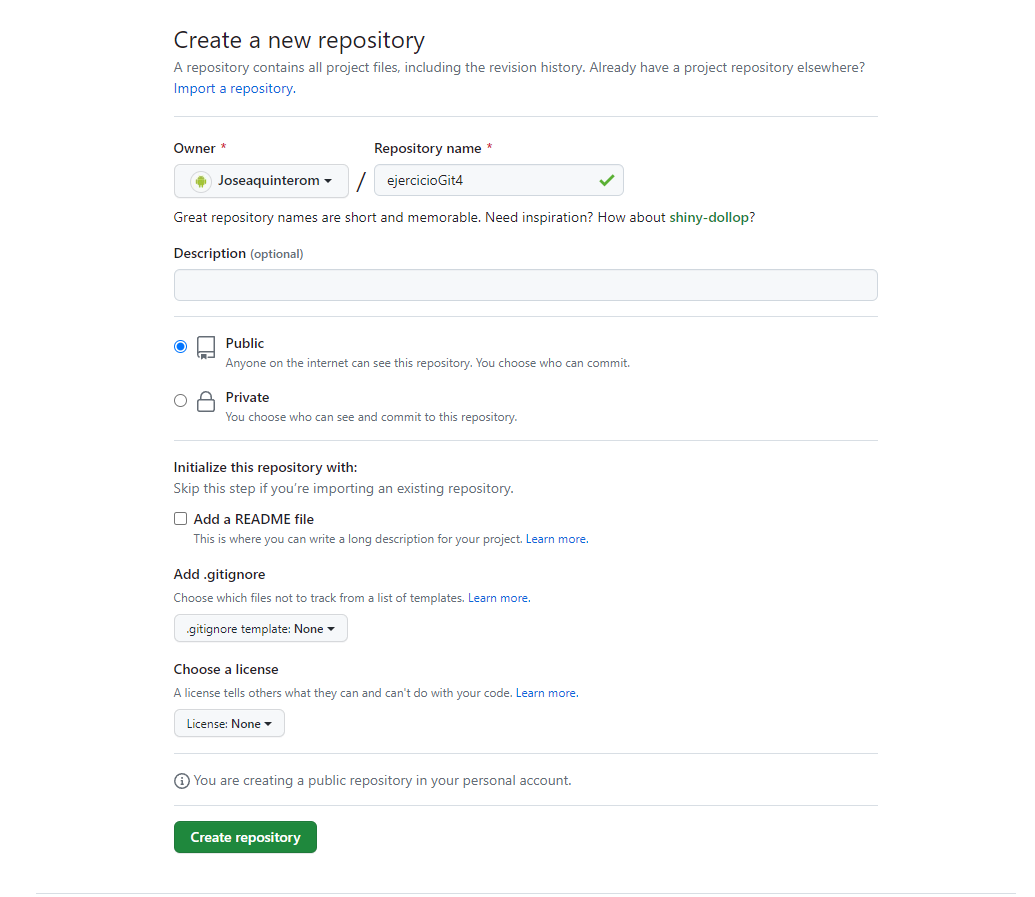 Create a new repository
A repository contains all project files, including the revision history. Already have a project repository elsewhere?
Import a repository.
Owner *
Repository name *
Joseaquinterom
/
ejercicioGit4
Great repository names are short and memorable. Need inspiration? How about shiny-dollop?
Description (optional)
Public
Anyone on the internet can see this repository. You choose who can commit.
Private
You choose who can see and commit to this repository.
Initialize this repository with:
Skip this step if you're importing an existing repository.
Add a README file
This is where you can write a long description for your project. Learn more.
Add .gitignore
Choose which files not to track from a list of templates. Learn more.
.gitignore template: None
Choose a license
A license tells others what they can and can't do with your code. Learn more.
License: None
You are creating a public repository in your personal account.
Create repository